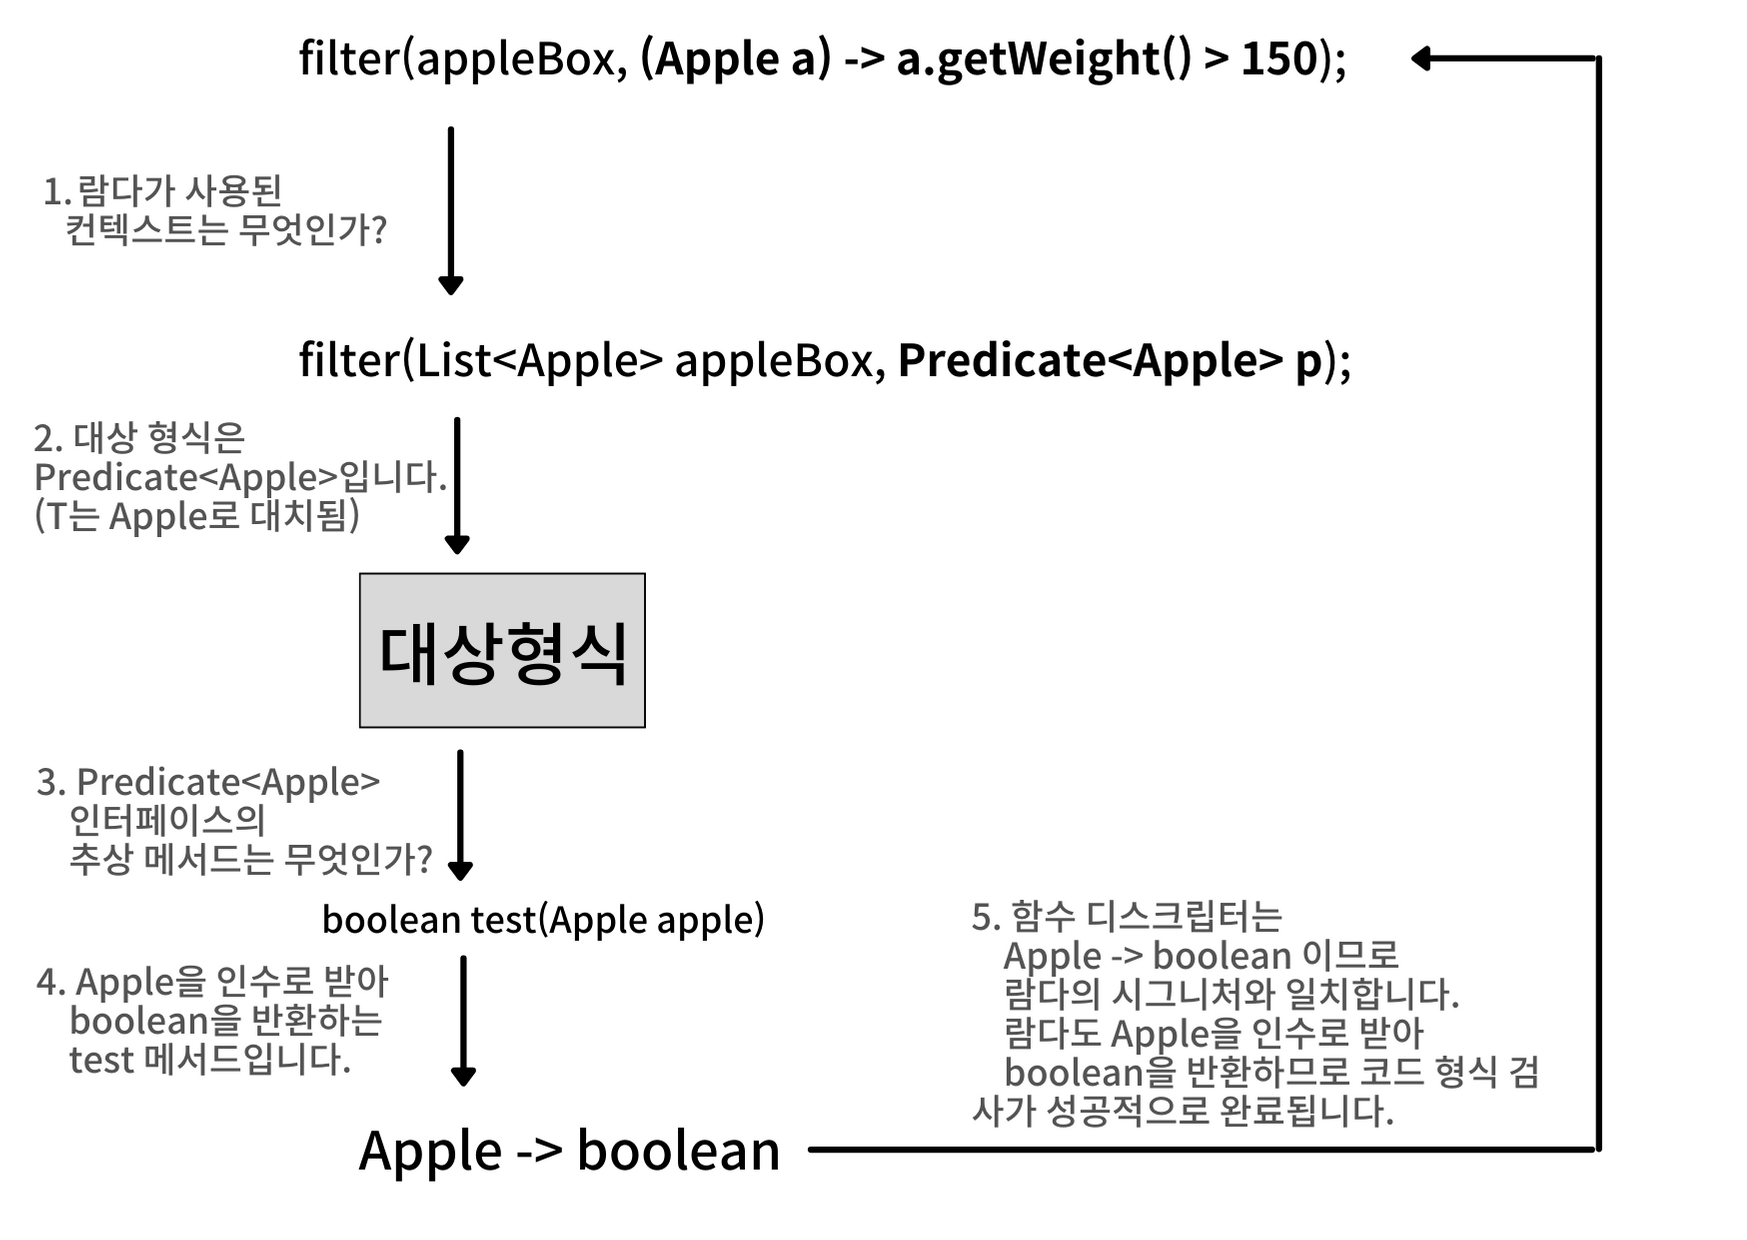 filter(appleBox, (Apple a) -> a.getWeight() > 150);
1. 람다가 사용된
컨텍스트는 무엇인가?
filter(List<Apple> appleBox, Predicate<Apple> p);
2. 대상 형식은
Predicate<Apple>입니다.
(T는 Apple로 대치됨)
대상형식
3. Predicate<Apple>
인터페이스의
추상 메서드는 무엇인가?
boolean test(Apple apple)
4. Apple을 인수로 받아
boolean을 반환하는
test 메서드입니다.
Apple -> boolean
5. 함수 디스크립터는
Apple -> boolean 이므로
람다의 시그니처와 일치합니다.
람다도 Apple을 인수로 받아
boolean을 반환하므로 코드 형식 검
사가 성공적으로 완료됩니다.